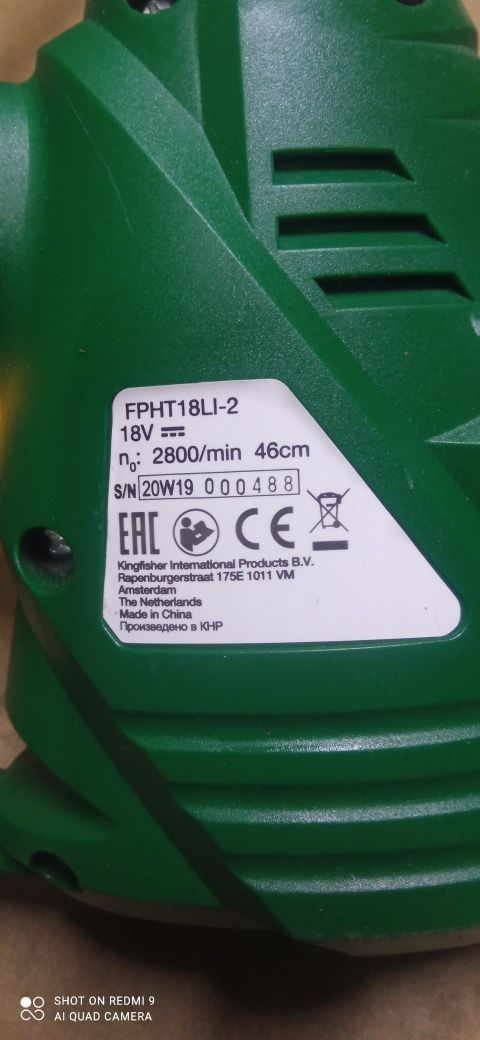 FPHT18LI-2
18V
n₀: 2800/min 46cm
S/N 20W19 000488
EAC CE
Kingfisher International Products B.V.
Rapenburgerstraat 175E 1011 VM
Amsterdam
The Netherlands
Made in China
Произведено в КНР
SHOT ON REDMI 9
AI QUAD CAMERA